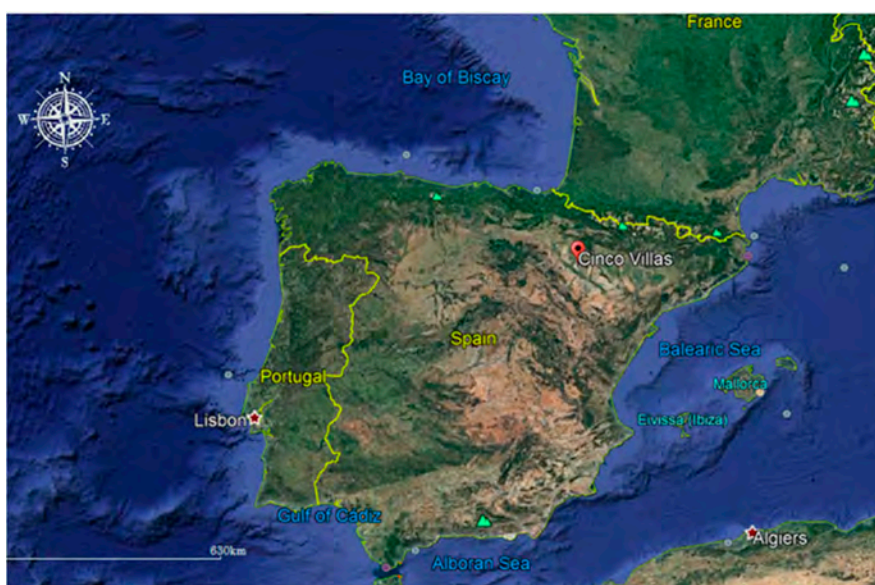 France
Bay of Biscay
N
W
E
S
Cinco Villas
Spain
Balearic Sea
Portugal
Mallorca
Lisbon
Eivissa (Ibiza)
Gulf of Cádiz
630km
Algiers
Alboran Sea